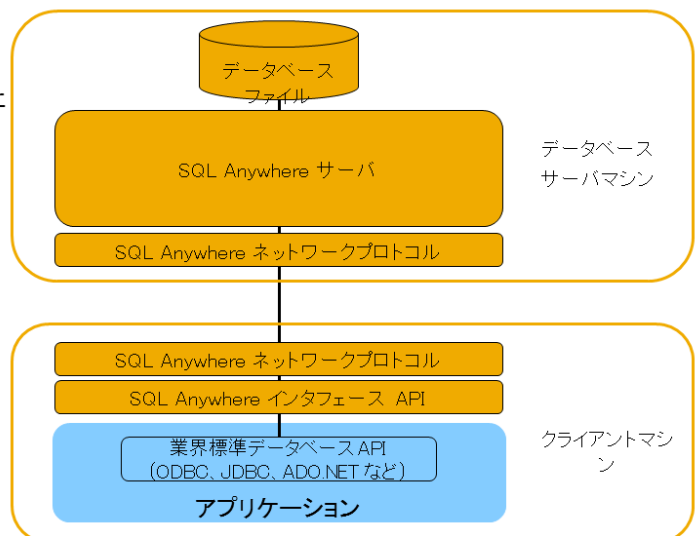 データベース
ファイル
SQL Anywhere サーバ
データベース
サーバマシン
SQL Anywhere ネットワークプロトコル
SQL Anywhere ネットワークプロトコル
SQL Anywhere インタフェース API
業界標準データベースAPI
（ODBC、JDBC、ADO.NETなど）
アプリケーション
クライアントマシ
ン